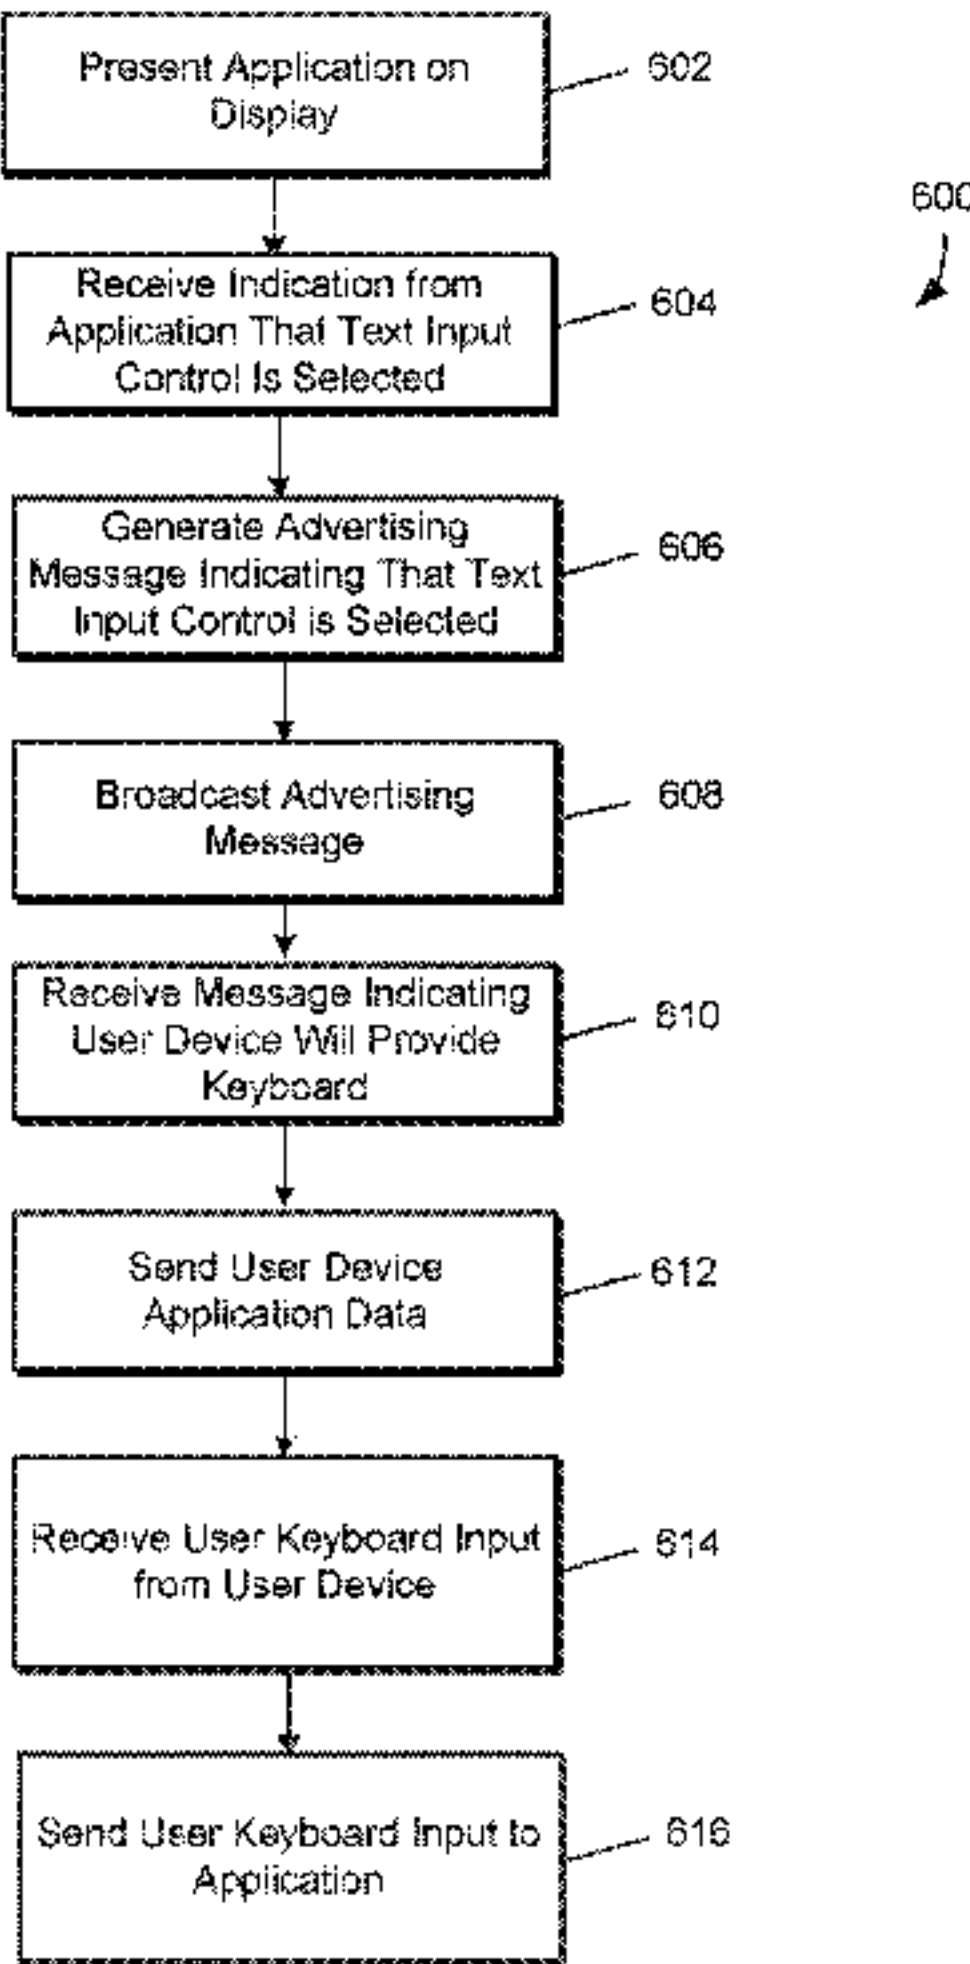 Present Application on
Display
602
600
Receive Indication from
Application That Text Input
Control Is Selected
604
Generate Advertising
Message Indicating That Text
Input Control is Selected
606
Broadcast Advertising
Message
608
Receive Message Indicating
User Device Will Provide
Keyboard
610
Send User Device
Application Data
612
Receive User Keyboard Input
from User Device
614
Send User Keyboard Input to
Application
616